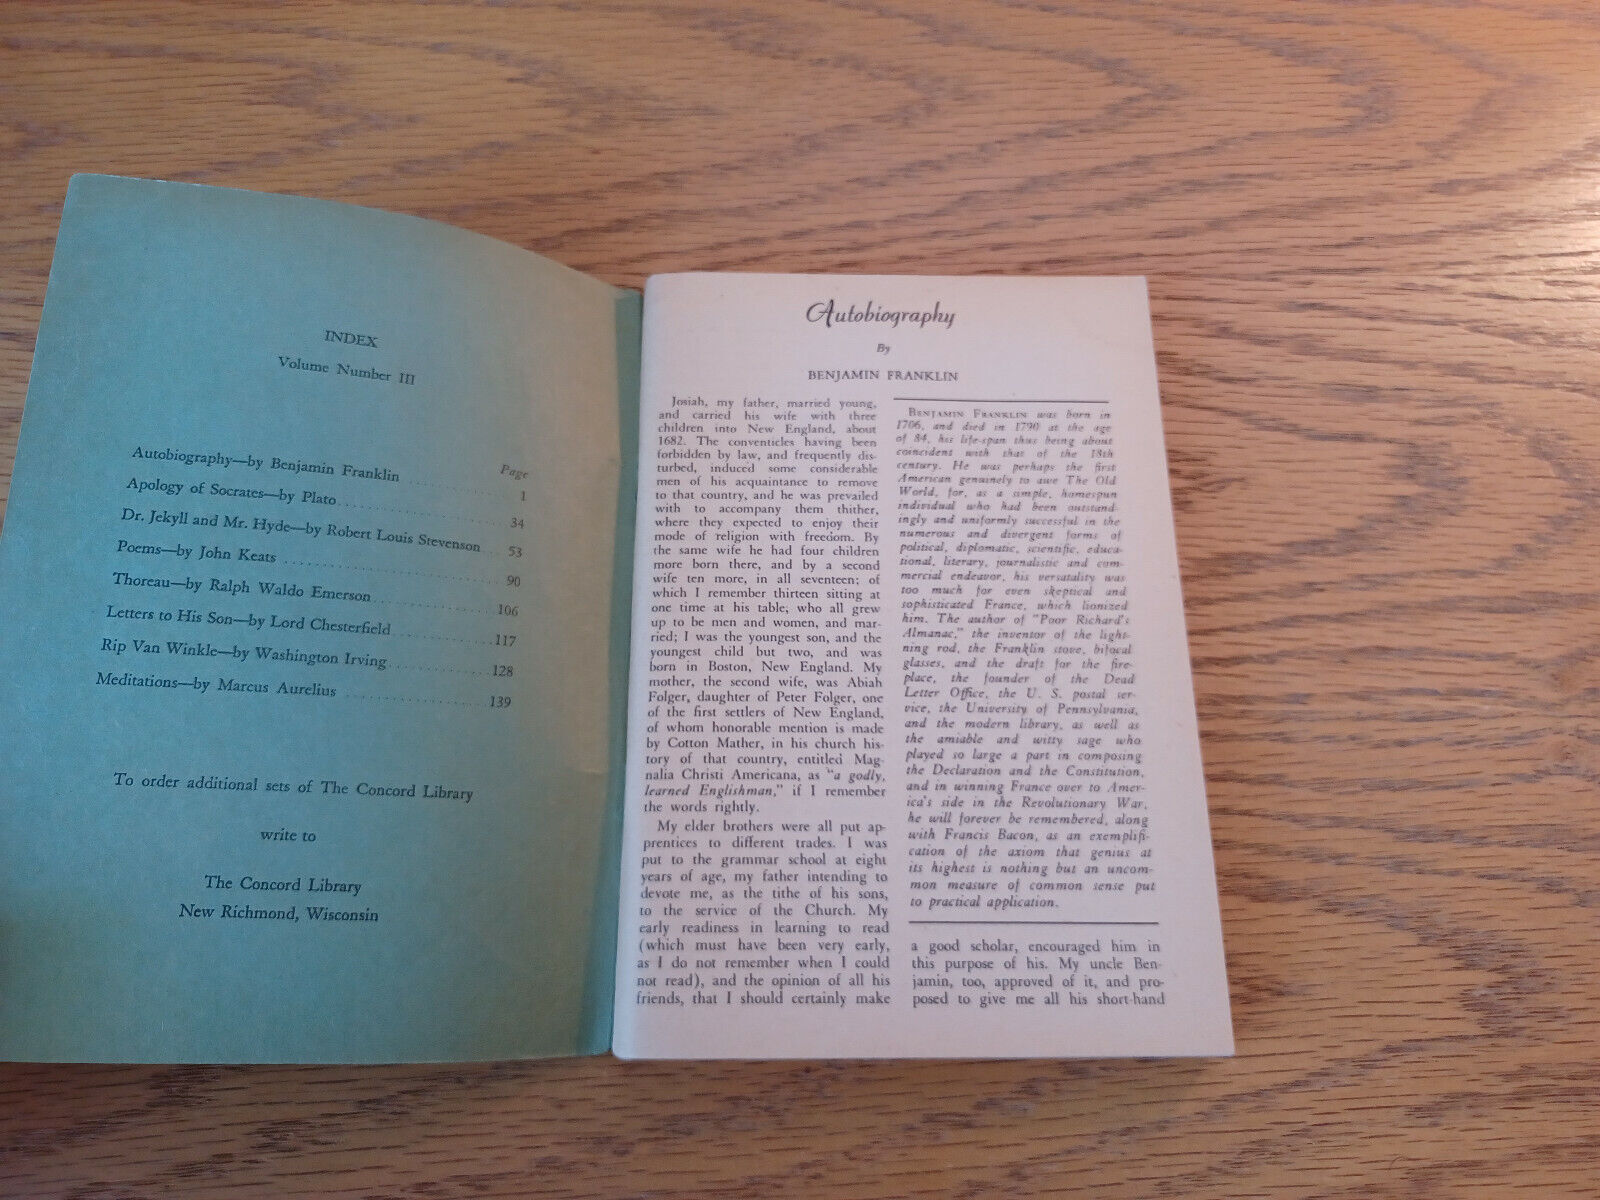 INDEX
Volume Number III
Page
Autobiography—by Benjamin Franklin ............... 1
Apology of Socrates—by Plato ............... 34
Dr. Jekyll and Mr. Hyde—by Robert Louis Stevenson ... 53
Poems—by John Keats ............... 90
Thoreau—by Ralph Waldo Emerson ............... 106
Letters to His Son—by Lord Chesterfield ............... 117
Rip Van Winkle—by Washington Irving ............... 128
Meditations—by Marcus Aurelius ............... 139
To order additional sets of The Concord Library
write to
The Concord Library
New Richmond, Wisconsin
Autobiography
By
BENJAMIN FRANKLIN
Josiah, my father, married young,
and carried his wife with three
children into New England, about
1682. The conventicles having been
forbidden by law, and frequently dis-
turbed, induced some considerable
men of his acquaintance to remove
to that country, and he was prevailed
with to accompany them thither,
where they expected to enjoy their
mode of religion with freedom. By
the same wife he had four children
more born there, and by a second
wife ten more, in all seventeen; of
which I remember thirteen sitting at
one time at his table; who all grew
up to be men and women, and mar-
ried; I was the youngest son, and the
youngest child but two, and was
born in Boston, New England. My
mother, the second wife, was Abiah
Folger, daughter of Peter Folger, one
of the first settlers of New England,
of whom honorable mention is made
by Cotton Mather, in his church his-
tory of that country, entitled Mag-
nalia Christi Americana, as "a godly,
learned Englishman," if I remember
the words rightly.
My elder brothers were all put ap-
prentices to different trades. I was
put to the grammar school at eight
years of age, my father intending to
devote me, as the tithe of his sons,
to the service of the Church. My
early readiness in learning to read
(which must have been very early,
as I do not remember when I could
not read), and the opinion of all his
friends, that I should certainly make
BENJAMIN FRANKLIN was born in
1706, and died in 1790 at the age
of 84, his life-span thus being about
coincident with that of the 18th
century. He was perhaps the first
American genuinely to awe The Old
World, for, as a simple, homespun
individual who had been outstand-
ingly and uniformly successful in the
numerous and divergent forms of
political, diplomatic, scientific, educa-
tional, literary, journalistic and com-
mercial endeavor, his versatality was
too much for even skeptical and
sophisticated France, which lionized
him. The author of "Poor Richard's
Almanac," the inventor of the light-
ning rod, the Franklin stove, bifocal
glasses, and the draft for the fire-
place, the founder of the Dead
Letter Office, the U. S. postal ser-
vice, the University of Pennsylvania,
and the modern library, as well as
the amiable and witty sage who
played so large a part in composing
the Declaration and the Constitution,
and in winning France over to Amer-
ica's side in the Revolutionary War,
he will forever be remembered, along
with Francis Bacon, as an exemplifi-
cation of the axiom that genius at
its highest is nothing but an uncom-
mon measure of common sense put
to practical application.
a good scholar, encouraged him in
this purpose of his. My uncle Ben-
jamin, too, approved of it, and pro-
posed to give me all his short-hand